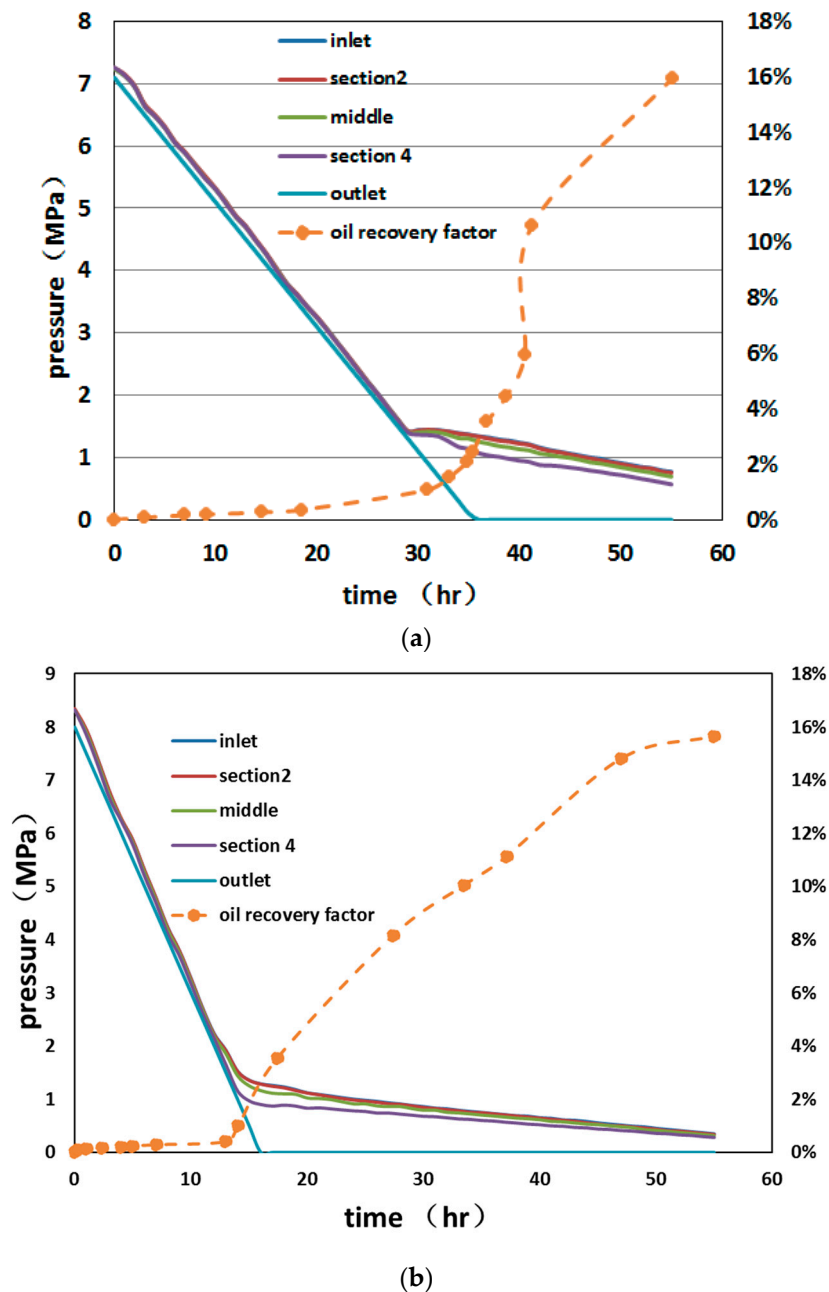 8
7
6
5
4
3
2
1
0
pressure（MPa）
18%
16%
14%
12%
10%
8%
6%
4%
2%
0%
inlet
section2
middle
section 4
outlet
oil recovery factor
0 10 20 30 40 50 60
time （hr）
(a)
9
8
7
6
5
4
3
2
1
0
pressure（MPa）
18%
16%
14%
12%
10%
8%
6%
4%
2%
0%
inlet
section2
middle
section 4
outlet
oil recovery factor
0 10 20 30 40 50 60
time （hr）
(b)